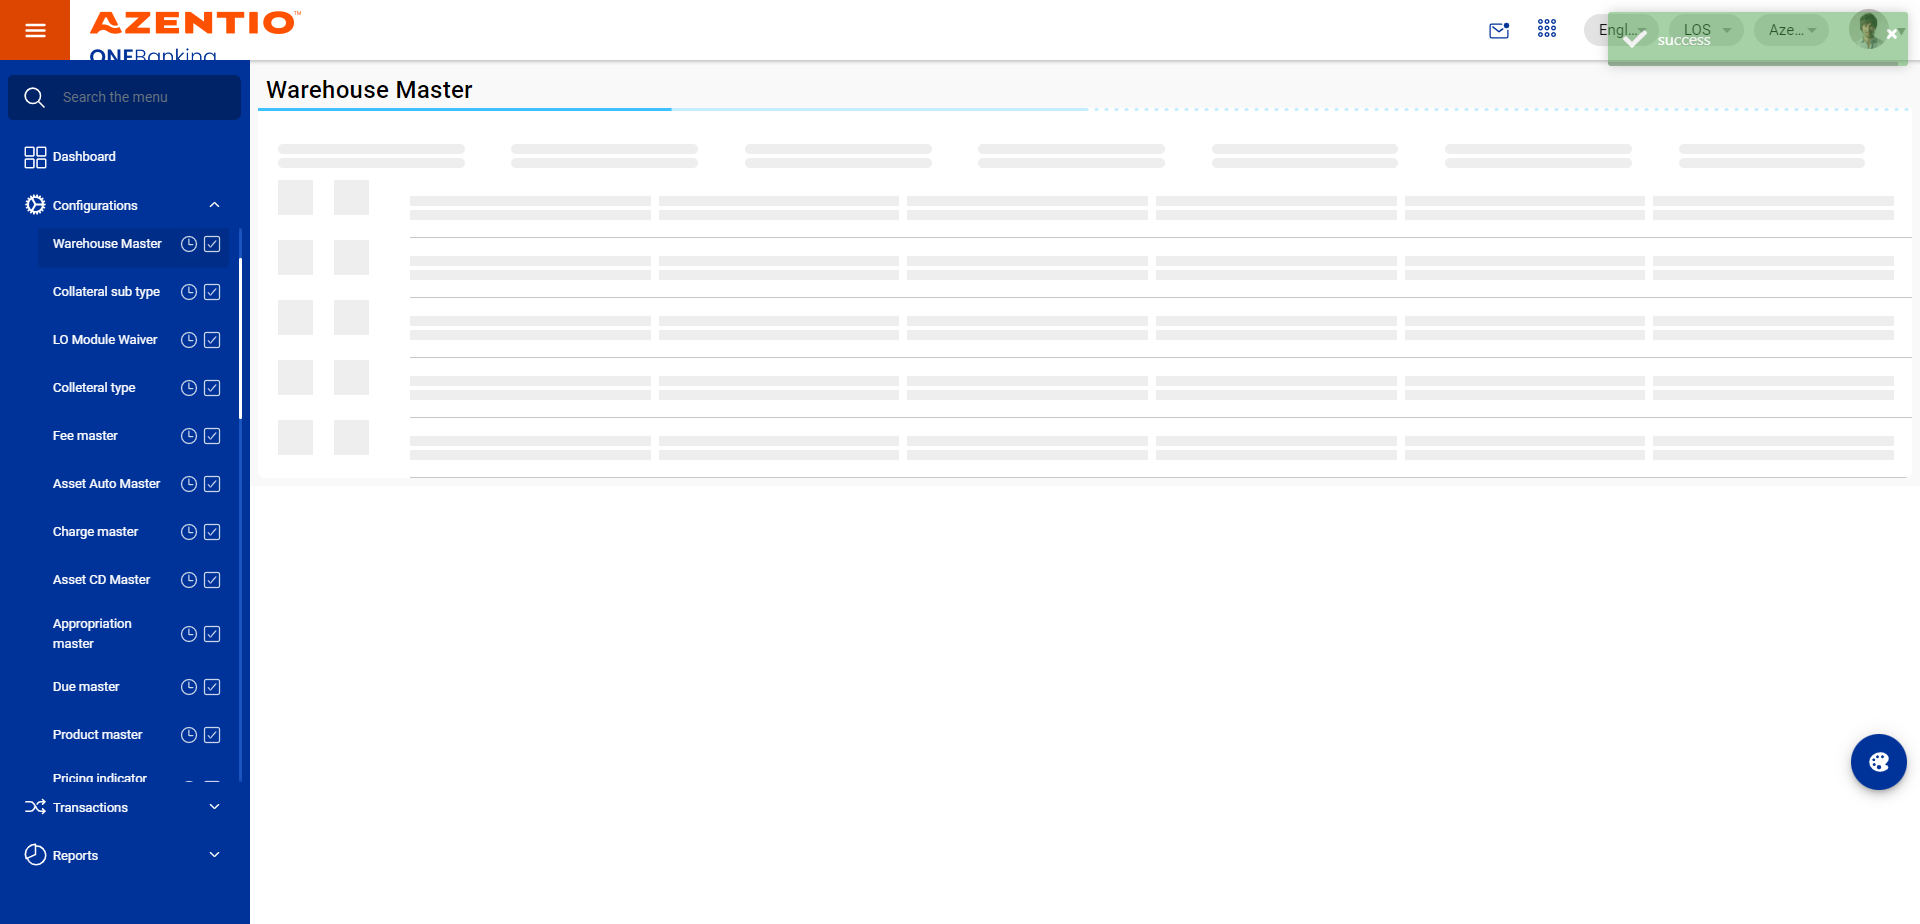 AZENTIO™
ONEBanking
Engl...
LOS
Aze...
success
Search the menu
Warehouse Master
Dashboard
Configurations
Warehouse Master
Collateral sub type
LO Module Waiver
Colleteral type
Fee master
Asset Auto Master
Charge master
Asset CD Master
Appropriation
master
Due master
Product master
Pricing indicator
Transactions
Reports